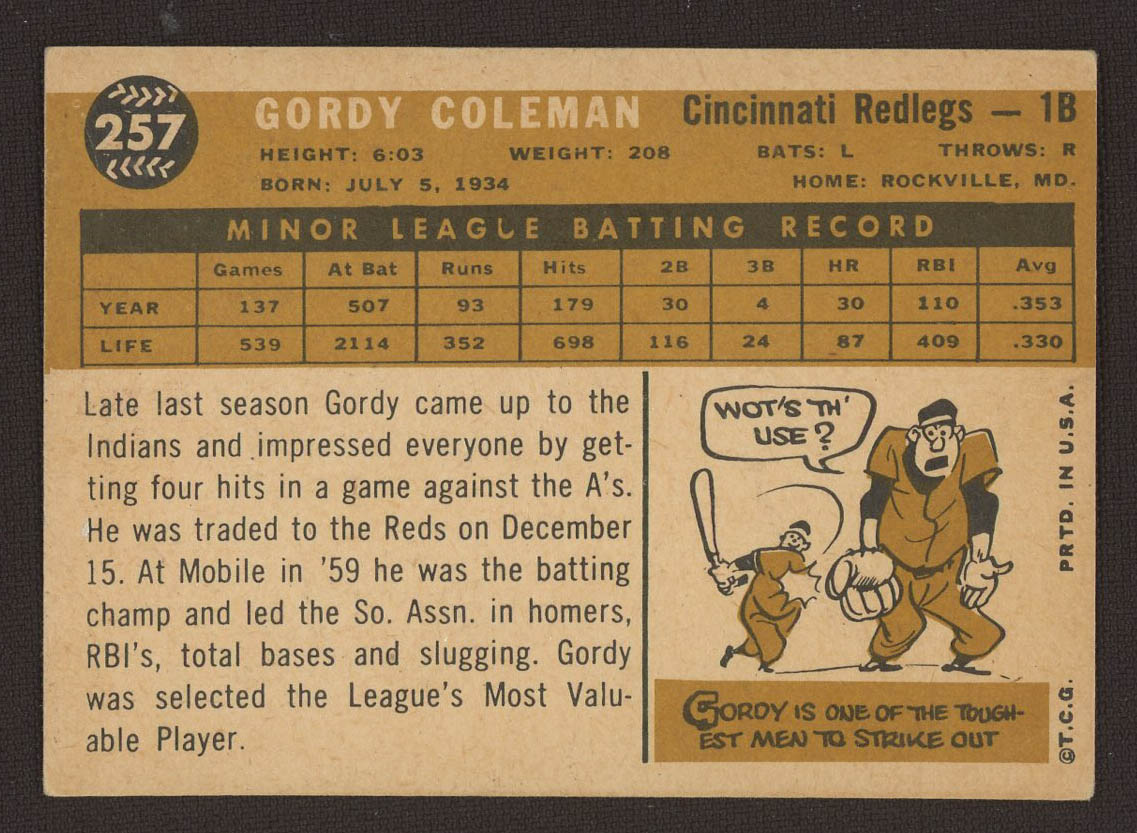 257
GORDY COLEMAN Cincinnati Redlegs — 1B
HEIGHT: 6:03 WEIGHT: 208 BATS: L THROWS: R
BORN: JULY 5, 1934 HOME: ROCKVILLE, MD.
MINOR LEAGUE BATTING RECORD
Games At Bat Runs Hits 2B 3B HR RBI Avg
YEAR 137 507 93 179 30 4 30 110 .353
LIFE 539 2114 352 698 116 24 87 409 .330
Late last season Gordy came up to the
Indians and impressed everyone by get-
ting four hits in a game against the A's.
He was traded to the Reds on December
15. At Mobile in '59 he was the batting
champ and led the So. Assn. in homers,
RBI's, total bases and slugging. Gordy
was selected the League's Most Valu-
able Player.
WOT'S TH'
USE?
GORDY IS ONE OF THE TOUGH-
EST MEN TO STRIKE OUT
©T.C.G. PRTD. IN U.S.A.